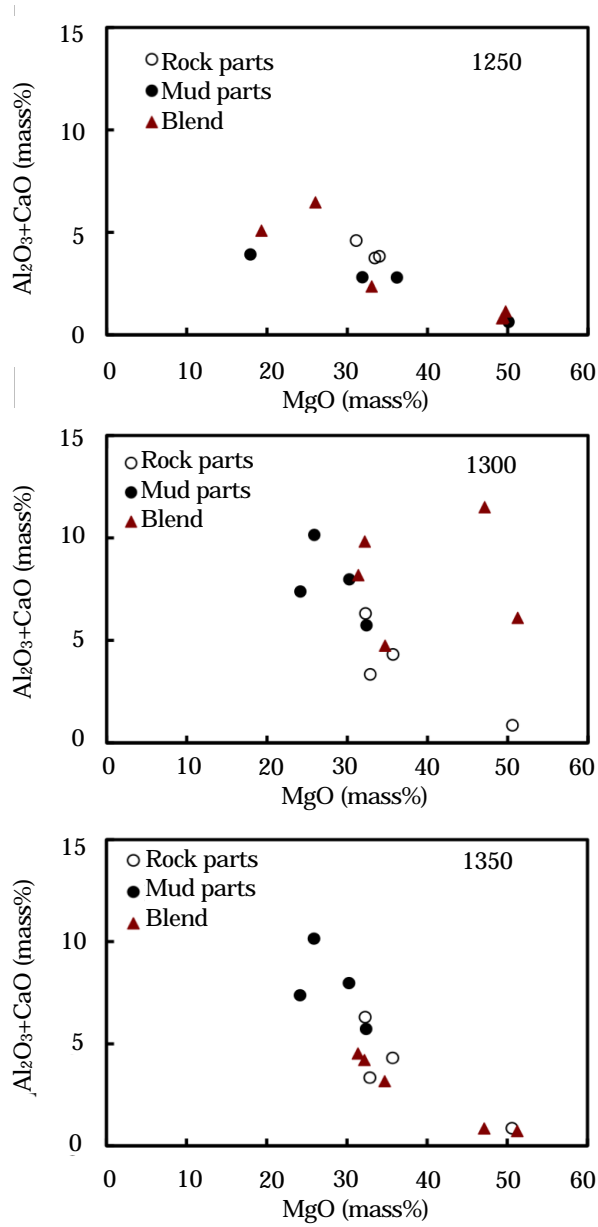 15
Rock parts 1250
Mud parts
Blend
10
5
0
Al₂O₃+CaO (mass%)
0 10 20 30 40 50 60
MgO (mass%)
15
Rock parts 1300
Mud parts
Blend
10
5
0
Al₂O₃+CaO (mass%)
0 10 20 30 40 50 60
MgO (mass%)
15
Rock parts 1350
Mud parts
Blend
10
5
0
Al₂O₃+CaO (mass%)
0 10 20 30 40 50 60
MgO (mass%)